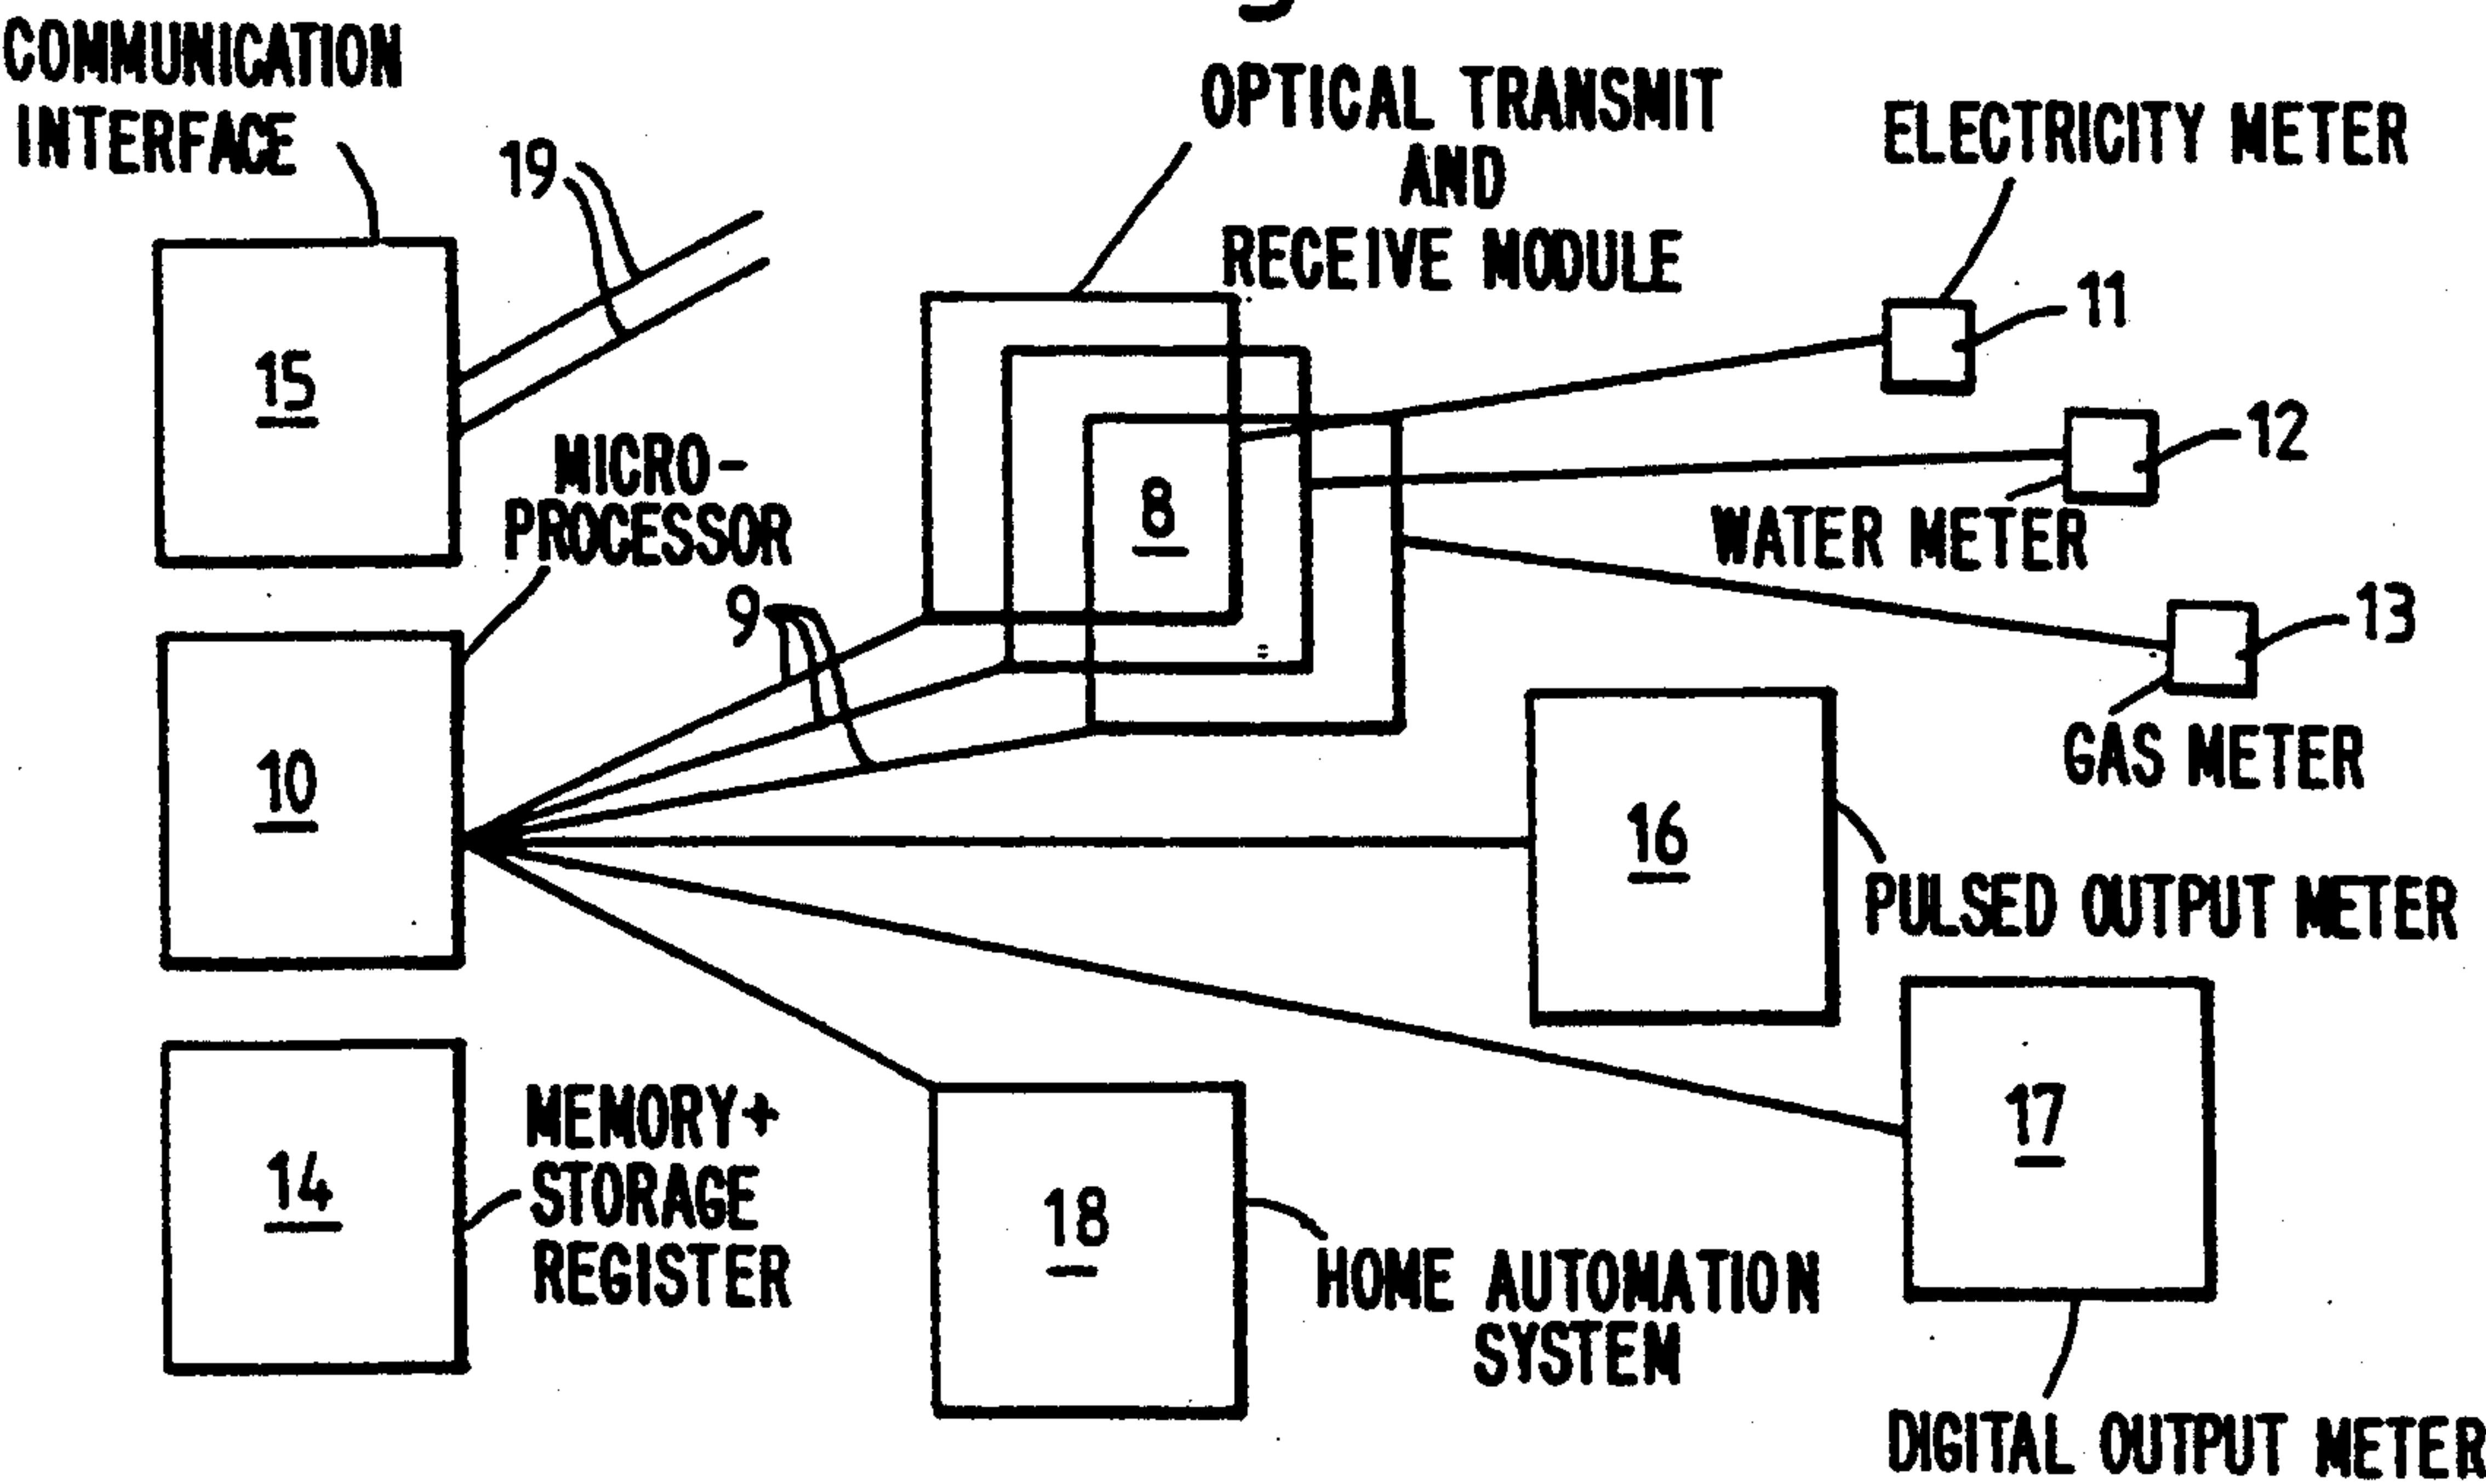 COMMUNICATION
INTERFACE
19
OPTICAL TRANSMIT
AND
RECEIVE MODULE
ELECTRICITY METER
11
15
12
MICRO-
PROCESSOR
8
WATER METER
9
13
10
GAS METER
16
PULSED OUTPUT METER
14
MEMORY+
STORAGE
REGISTER
18
HOME AUTOMATION
SYSTEM
17
DIGITAL OUTPUT METER